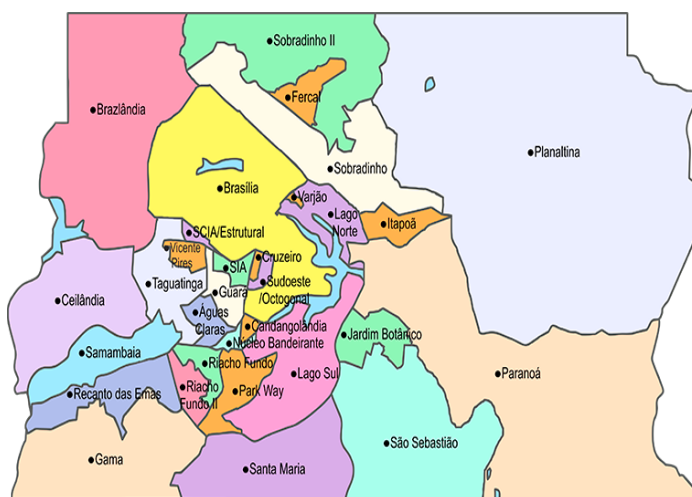 Sobradinho II
Fercal
Brazlândia
Planaltina
Sobradinho
Brasília
Varjão
Lago
Norte
Itapoã
SCIA/Estrutural
Vicente
Pires
SIA
Cruzeiro
Taguatinga
Sudoeste
/Octogonal
Guará
Ceilândia
Águas
Claras
Candangolândia
Núcleo Bandeirante
Jardim Botânico
Samambaia
Riacho Fundo
Lago Sul
Paranoá
Riacho
Fundo II
Park Way
Recanto das Emas
São Sebastião
Gama
Santa Maria